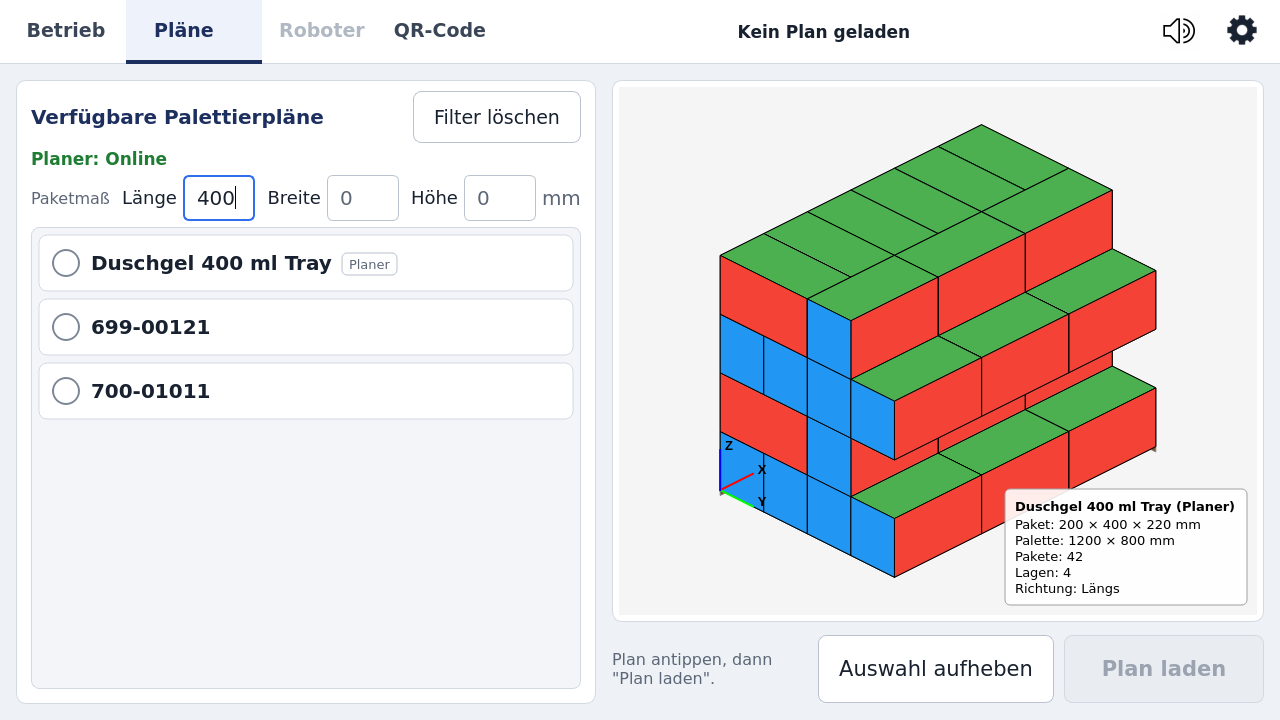 Betrieb
Pläne
Roboter
QR-Code
Kein Plan geladen
Verfügbare Palettierpläne
Filter löschen
Planer: Online
Paketmaß Länge 400 Breite 0 Höhe 0 mm
Duschgel 400 ml Tray Planer
699-00121
700-01011
Z
X
Y
Duschgel 400 ml Tray (Planer)
Paket: 200 × 400 × 220 mm
Palette: 1200 × 800 mm
Pakete: 42
Lagen: 4
Richtung: Längs
Plan antippen, dann
"Plan laden".
Auswahl aufheben
Plan laden